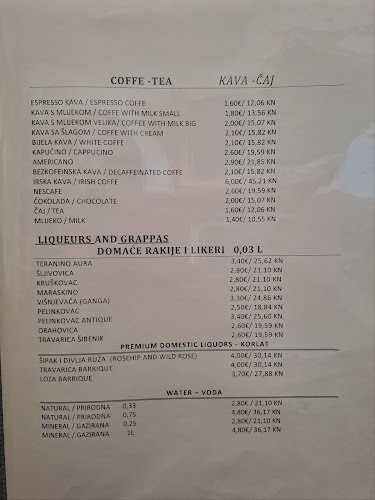 COFFE -TEA KAVA -ČAJ
ESPRESSO KAVA / ESPRESSO COFFE 1,60€/ 12,06 KN
KAVA S MLIJEKOM / COFFE WITH MILK SMALL 1,80€/ 13,56 KN
KAVA S MLIJEKOM VELIKA/ COFFEE WITH MILK BIG 2,00€/ 15,07 KN
KAVA SA ŠLAGOM / COFFE WITH CREAM 2,10€/ 15,82 KN
BIJELA KAVA / WHITE COFFE 2,10€/ 15,82 KN
KAPUČINO / CAPPUCINO 2,60€/ 19,59 KN
AMERICANO 2,90€/ 21,85 KN
BEZKOFEINSKA KAVA / DECAFFEINATED COFFE 2,10€/ 15,82 KN
IRSKA KAVA / IRISH COFFE 6,00€/ 45,21 KN
NESCAFE 2,60€/ 19,59 KN
ČOKOLADA / CHOCOLATE 2,00€/ 15,07 KN
ČAJ / TEA 1,60€/ 12,06 KN
MLIJEKO / MILK 1,40€/ 10,55 KN
LIQUEURS AND GRAPPAS
DOMAĆE RAKIJE I LIKERI 0,03 L
TERANINO AURA 3,40€/ 25,62 KN
ŠLJIVOVICA 2,80€/ 21,10 KN
KRUŠKOVAC 2,80€/ 21,10 KN
MARASKINO 2,80€/ 21,10 KN
VIŠNJEVAČA (GANGA) 3,30€/ 24,86 KN
PELINKOVAC 2,50€/ 18,84 KN
PELINKOVAC ANTIQUE 3,40€/ 25,60 KN
ORAHOVICA 2,60€/ 19,59 KN
TRAVARICA ŠIBENIK 2,60€/ 19,59 KN
PREMIUM DOMESTIC LIQUORS - KORLAT
ŠIPAK I DIVLJA RUŽA (ROSEHIP AND WILD ROSE) 4,00€/ 30,14 KN
TRAVARICA BARRIQUE 4,00€/ 30,14 KN
LOZA BARRIQUE 3,70€/ 27,88 KN
WATER – VODA
NATURAL / PRIRODNA 0,33 2,80€/ 21,10 KN
NATURAL / PRIRODNA 0,75 4,80€/ 36,17 KN
MINERAL / GAZIRANA 0,25 2,80€/ 21,10 KN
MINERAL / GAZIRANA 1L 4,80€/ 36,17 KN